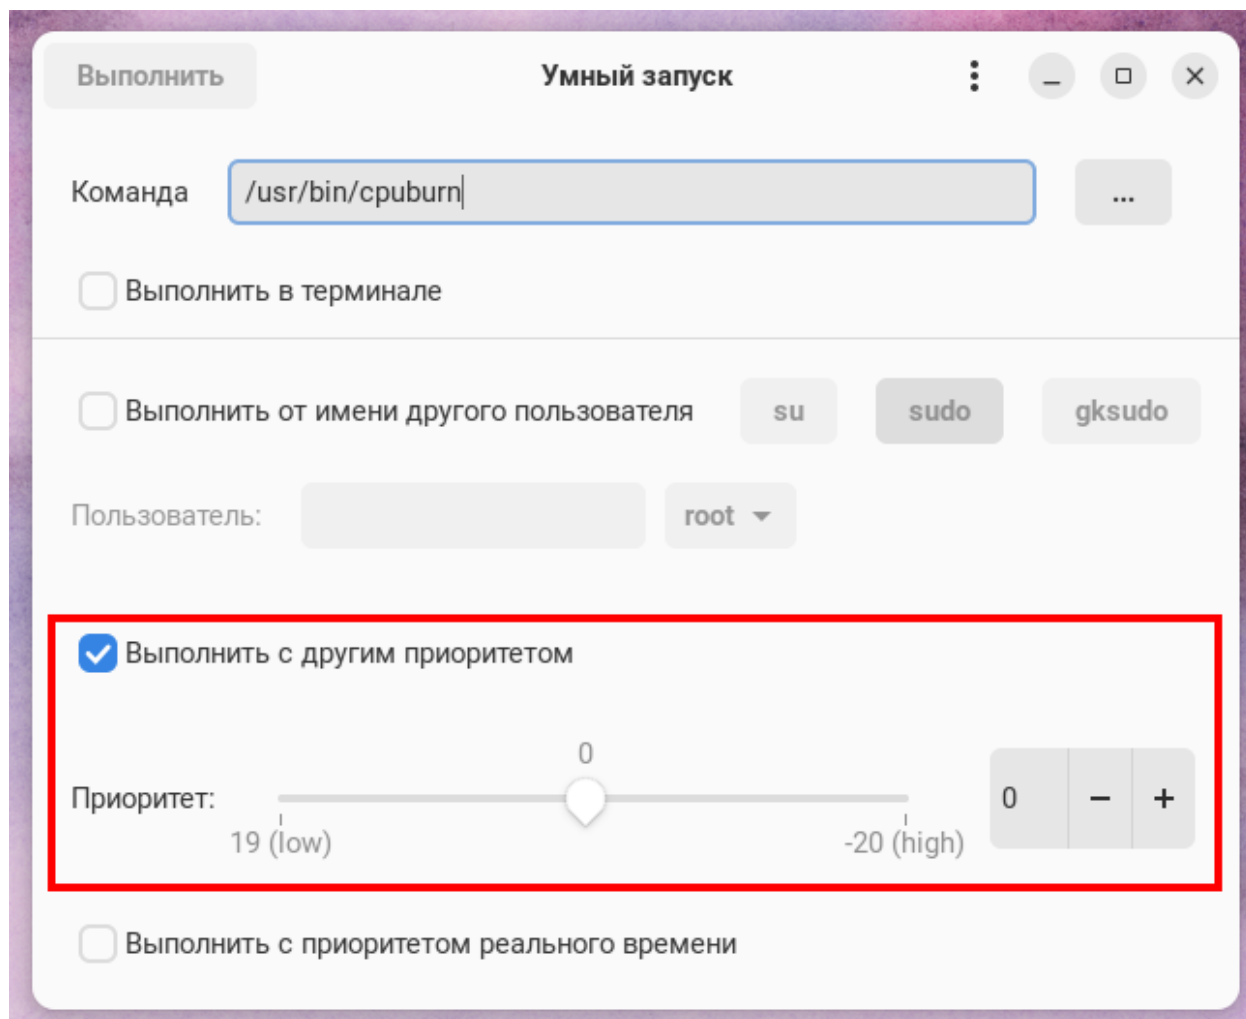 Выполнить Умный запуск
Команда /usr/bin/cpuburn ...
Выполнить в терминале
Выполнить от имени другого пользователя su sudo gksudo
Пользователь: root
Выполнить с другим приоритетом
0
Приоритет: 0 − +
19 (low) -20 (high)
Выполнить с приоритетом реального времени